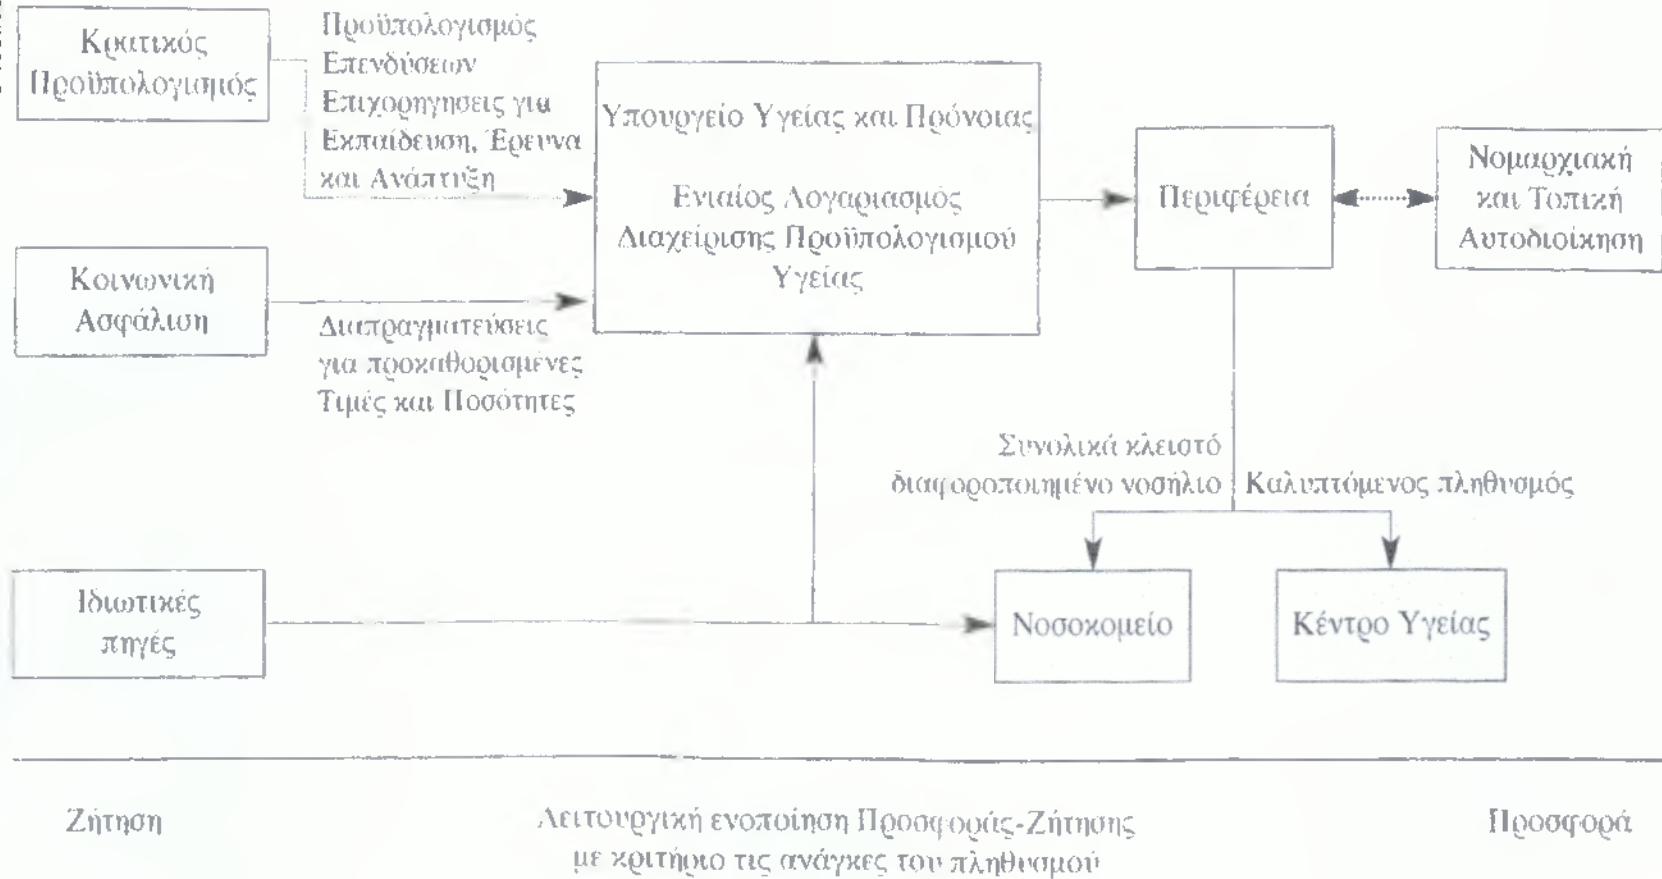 Κρατικός
Προϋπολογισμός
Προϋπολογισμός
Επενδύσεων
Επιχορηγησεις για
Εκπαίδευση, Έρευνα
και Ανάπτυξη
Υπουργείο Υγείας και Πρόνοιας
Ενιαίος Λογαριασμός
Διαχείρισης Προϋπολογισμού
Υγείας
Περιφέρεια
Νομαρχιακή
και Τοπική
Αυτοδιοίκηση
Κοινωνική
Ασφάλιση
Διαπραγματεύσεις
για προκαθορισμένες
Τιμές και Ποσότητες
Συνολικά κλειστό
διαφοροποιημένο νοσήλιο
Καλυπτόμενος πληθυσμός
Ιδιωτικές
πηγές
Νοσοκομείο
Κέντρο Υγείας
Ζήτηση
Λειτουργική ενοποίηση Προσφοράς-Ζήτησης
με κριτήριο τις ανάγκες του πληθυσμού
Προσφορά